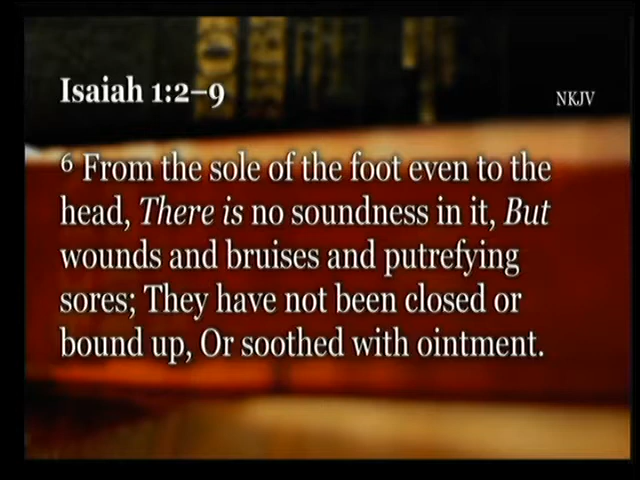 Isaiah 1:2–9
NKJV
6 From the sole of the foot even to the
head, There is no soundness in it, But
wounds and bruises and putrefying
sores; They have not been closed or
bound up, Or soothed with ointment.